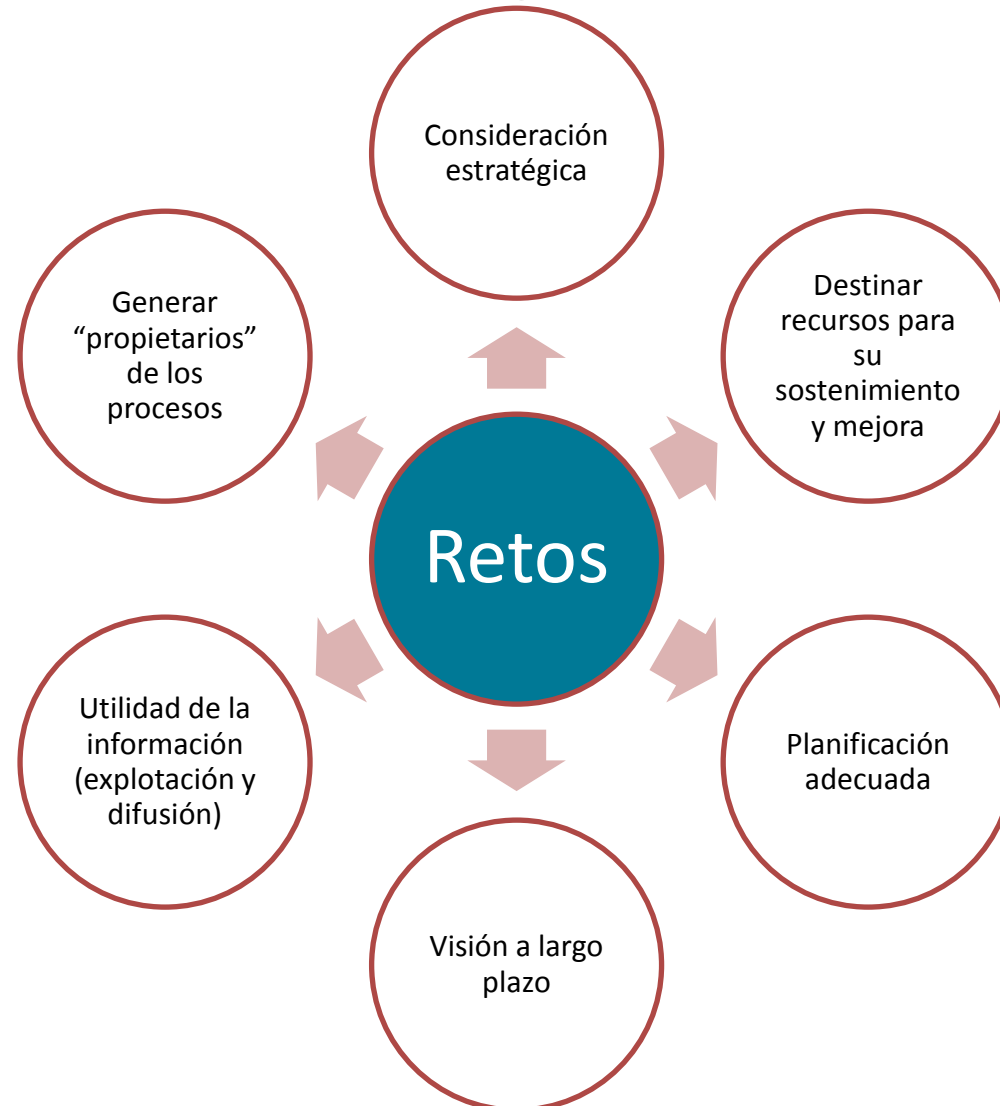 Consideración
estratégica
Destinar
recursos para
su
sostenimiento
y mejora
Planificación
adecuada
Visión a largo
plazo
Utilidad de la
información
(explotación y
difusión)
Generar
“propietarios”
de los
procesos
Retos